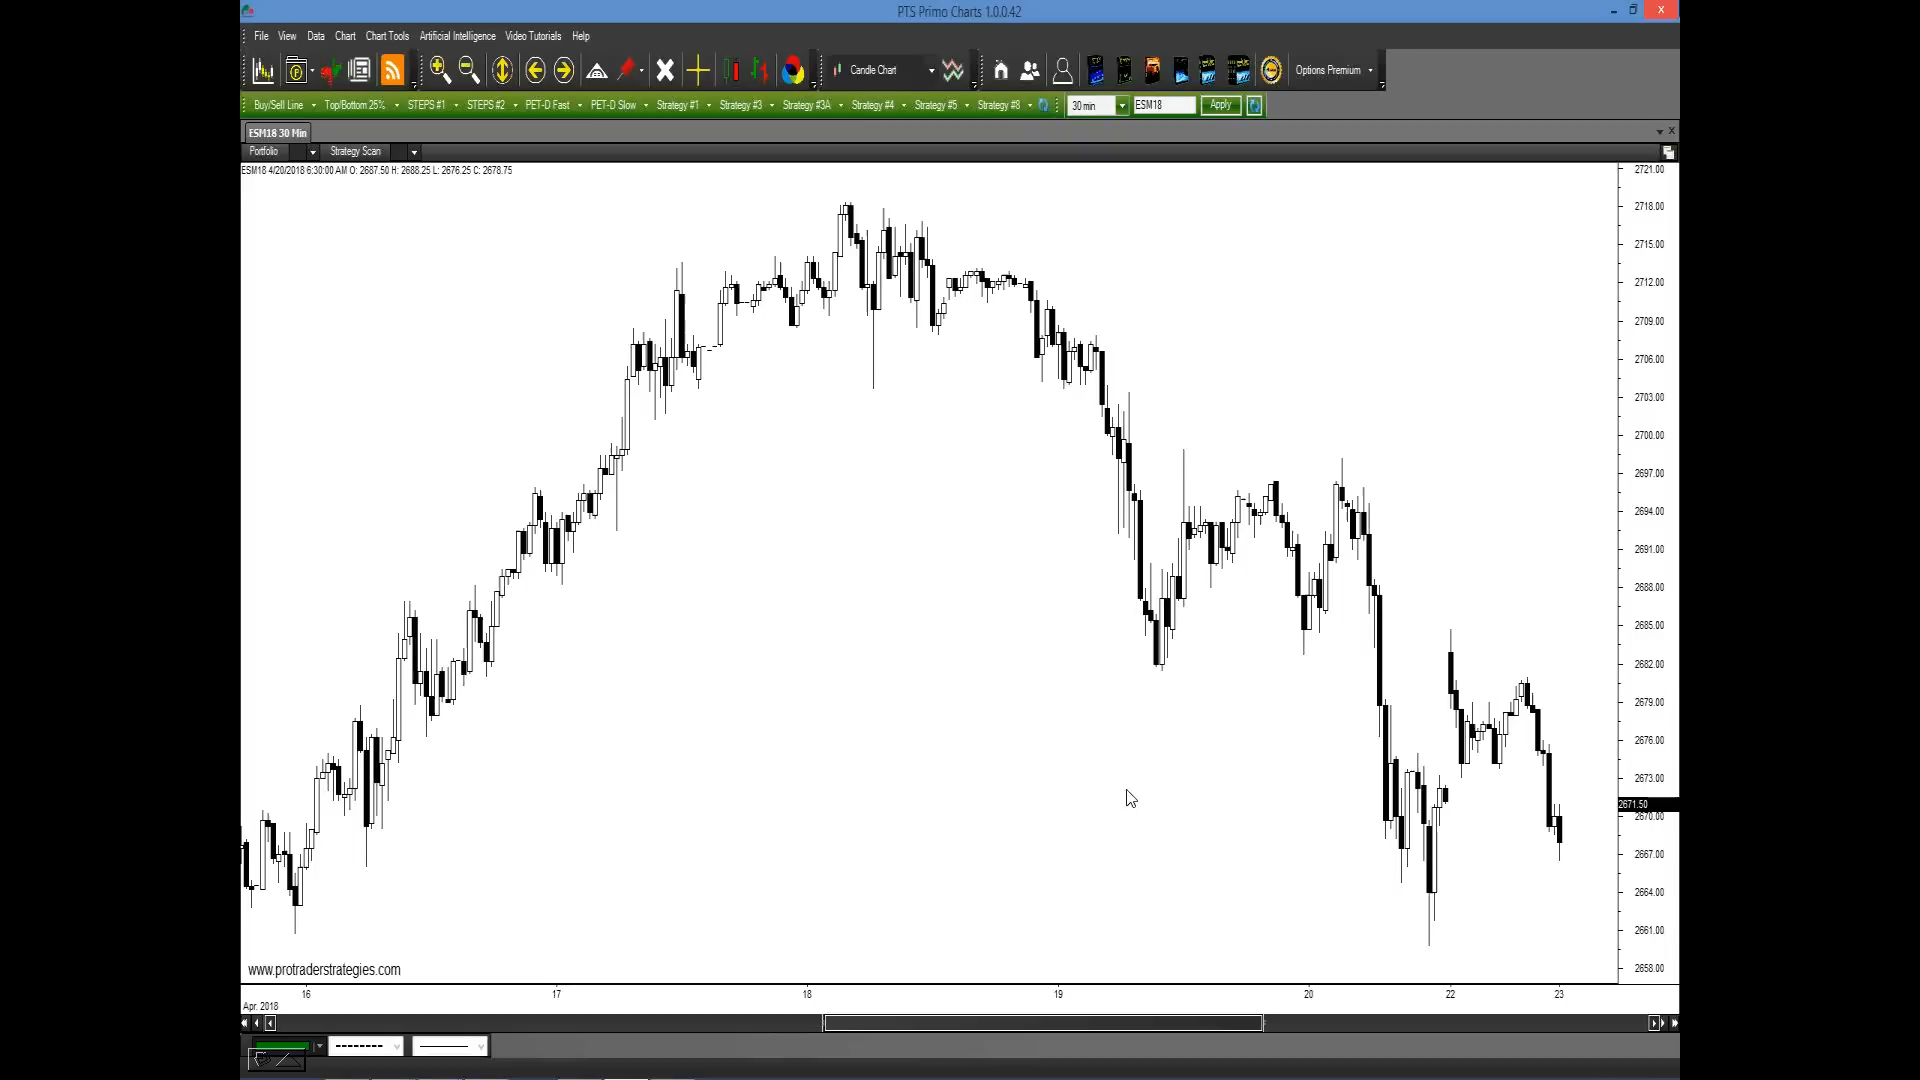 PTS Primo Charts 1.0.0.42
File View Data Chart Chart Tools Artificial Intelligence Video Tutorials Help
Candle Chart Options Premium
Buy/Sell Line Top/Bottom 25% STEPS #1 STEPS #2 PET-D Fast PET-D Slow Strategy #1 Strategy #3 Strategy #3A Strategy #4 Strategy #5 Strategy #8 30 min ESM18 Apply
ESM18 30 Min
Portfolio Strategy Scan
ESM18 4/20/2018 6:30:00 AM O: 2687.50 H: 2688.25 L: 2676.25 C: 2678.75
2721.00
2718.00
2715.00
2712.00
2709.00
2706.00
2703.00
2700.00
2697.00
2694.00
2691.00
2688.00
2685.00
2682.00
2679.00
2676.00
2673.00
2671.50
2670.00
2667.00
2664.00
2661.00
2658.00
www.protraderstrategies.com
16 17 18 19 20 22 23
Apr. 2018